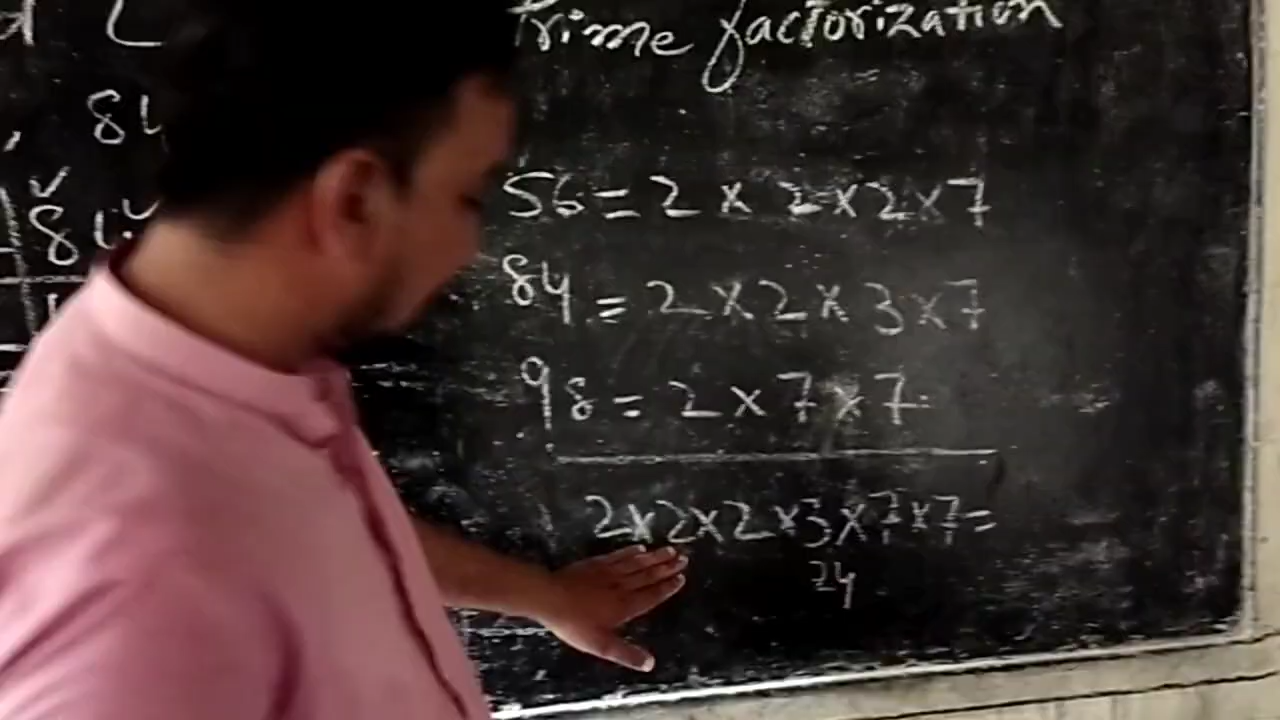 Prime factorization
, 84
84
56 = 2 × 2 × 2 × 7
84 = 2 × 2 × 3 × 7
98 = 2 × 7 × 7
2 × 2 × 2 × 3 × 7 × 7 =
24